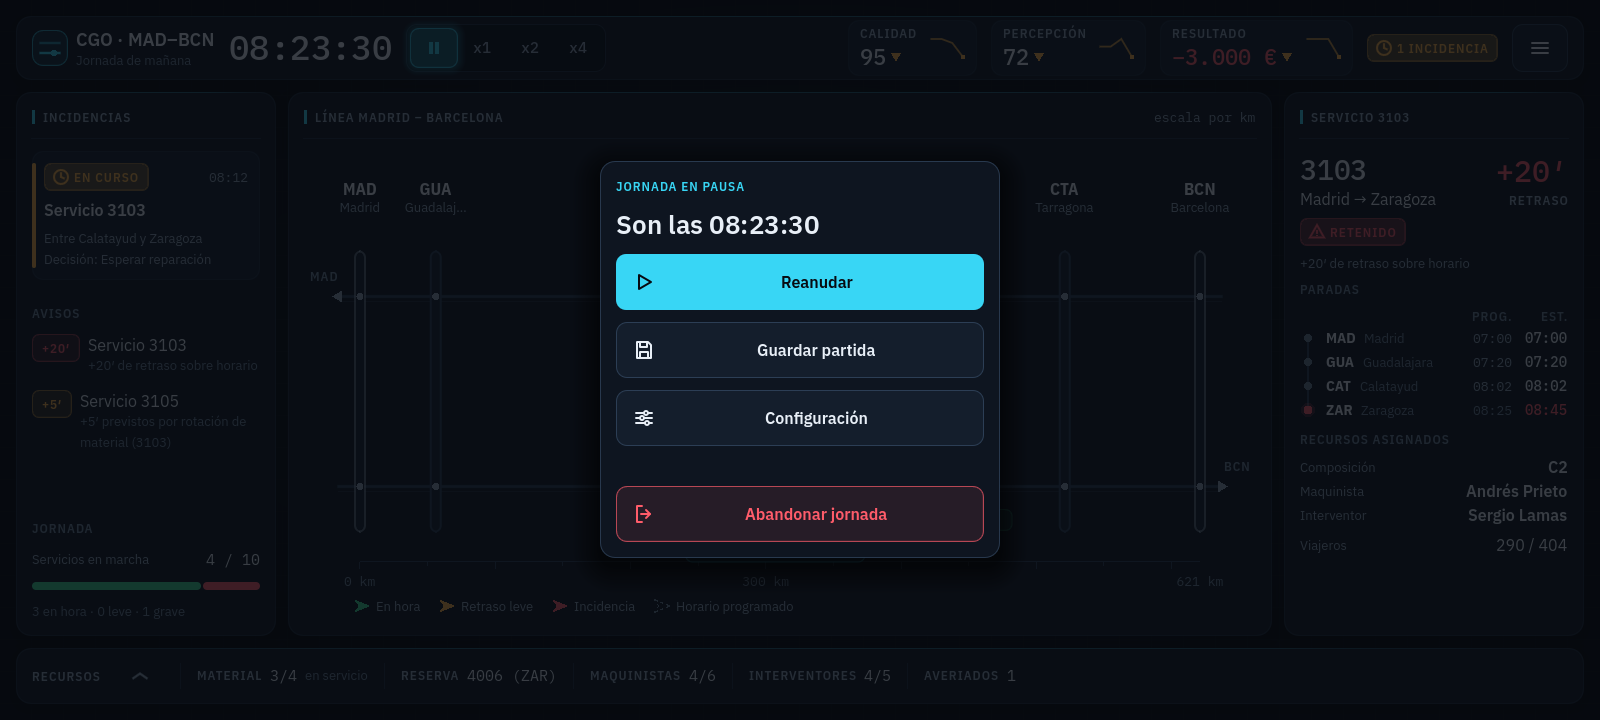 CGO · MAD–BCN
Jornada de mañana
08:23:30
x1 x2 x4
CALIDAD
95
PERCEPCIÓN
72
RESULTADO
−3.000 €
1 INCIDENCIA
INCIDENCIAS
EN CURSO 08:12
Servicio 3103
Entre Calatayud y Zaragoza
Decisión: Esperar reparación
AVISOS
+20′ Servicio 3103
+20′ de retraso sobre horario
+5′ Servicio 3105
+5′ previstos por rotación de
material (3103)
JORNADA
Servicios en marcha 4 / 10
3 en hora · 0 leve · 1 grave
LÍNEA MADRID – BARCELONA
escala por km
MAD
Madrid
GUA
Guadalaj…
CTA
Tarragona
BCN
Barcelona
MAD
BCN
0 km
300 km
621 km
En hora
Retraso leve
Incidencia
Horario programado
JORNADA EN PAUSA
Son las 08:23:30
Reanudar
Guardar partida
Configuración
Abandonar jornada
SERVICIO 3103
3103
+20′
Madrid → Zaragoza
RETRASO
RETENIDO
+20′ de retraso sobre horario
PARADAS
PROG. EST.
MAD Madrid 07:00 07:00
GUA Guadalajara 07:20 07:20
CAT Calatayud 08:02 08:02
ZAR Zaragoza 08:25 08:45
RECURSOS ASIGNADOS
Composición C2
Maquinista Andrés Prieto
Interventor Sergio Lamas
Viajeros 290 / 404
RECURSOS
MATERIAL 3/4 en servicio
RESERVA 4006 (ZAR)
MAQUINISTAS 4/6
INTERVENTORES 4/5
AVERIADOS 1